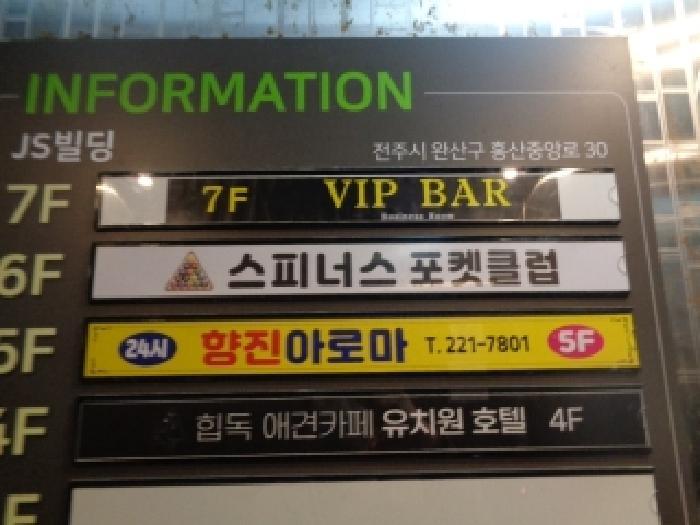 INFORMATION
JS빌딩 전주시 완산구 홍산중앙로 30
7F 7F VIP BAR
Business Room
6F 스피너스 포켓클럽
5F 24시 향진아로마 T. 221-7801 5F
4F 힙독 애견카페 유치원 호텔 4F
F